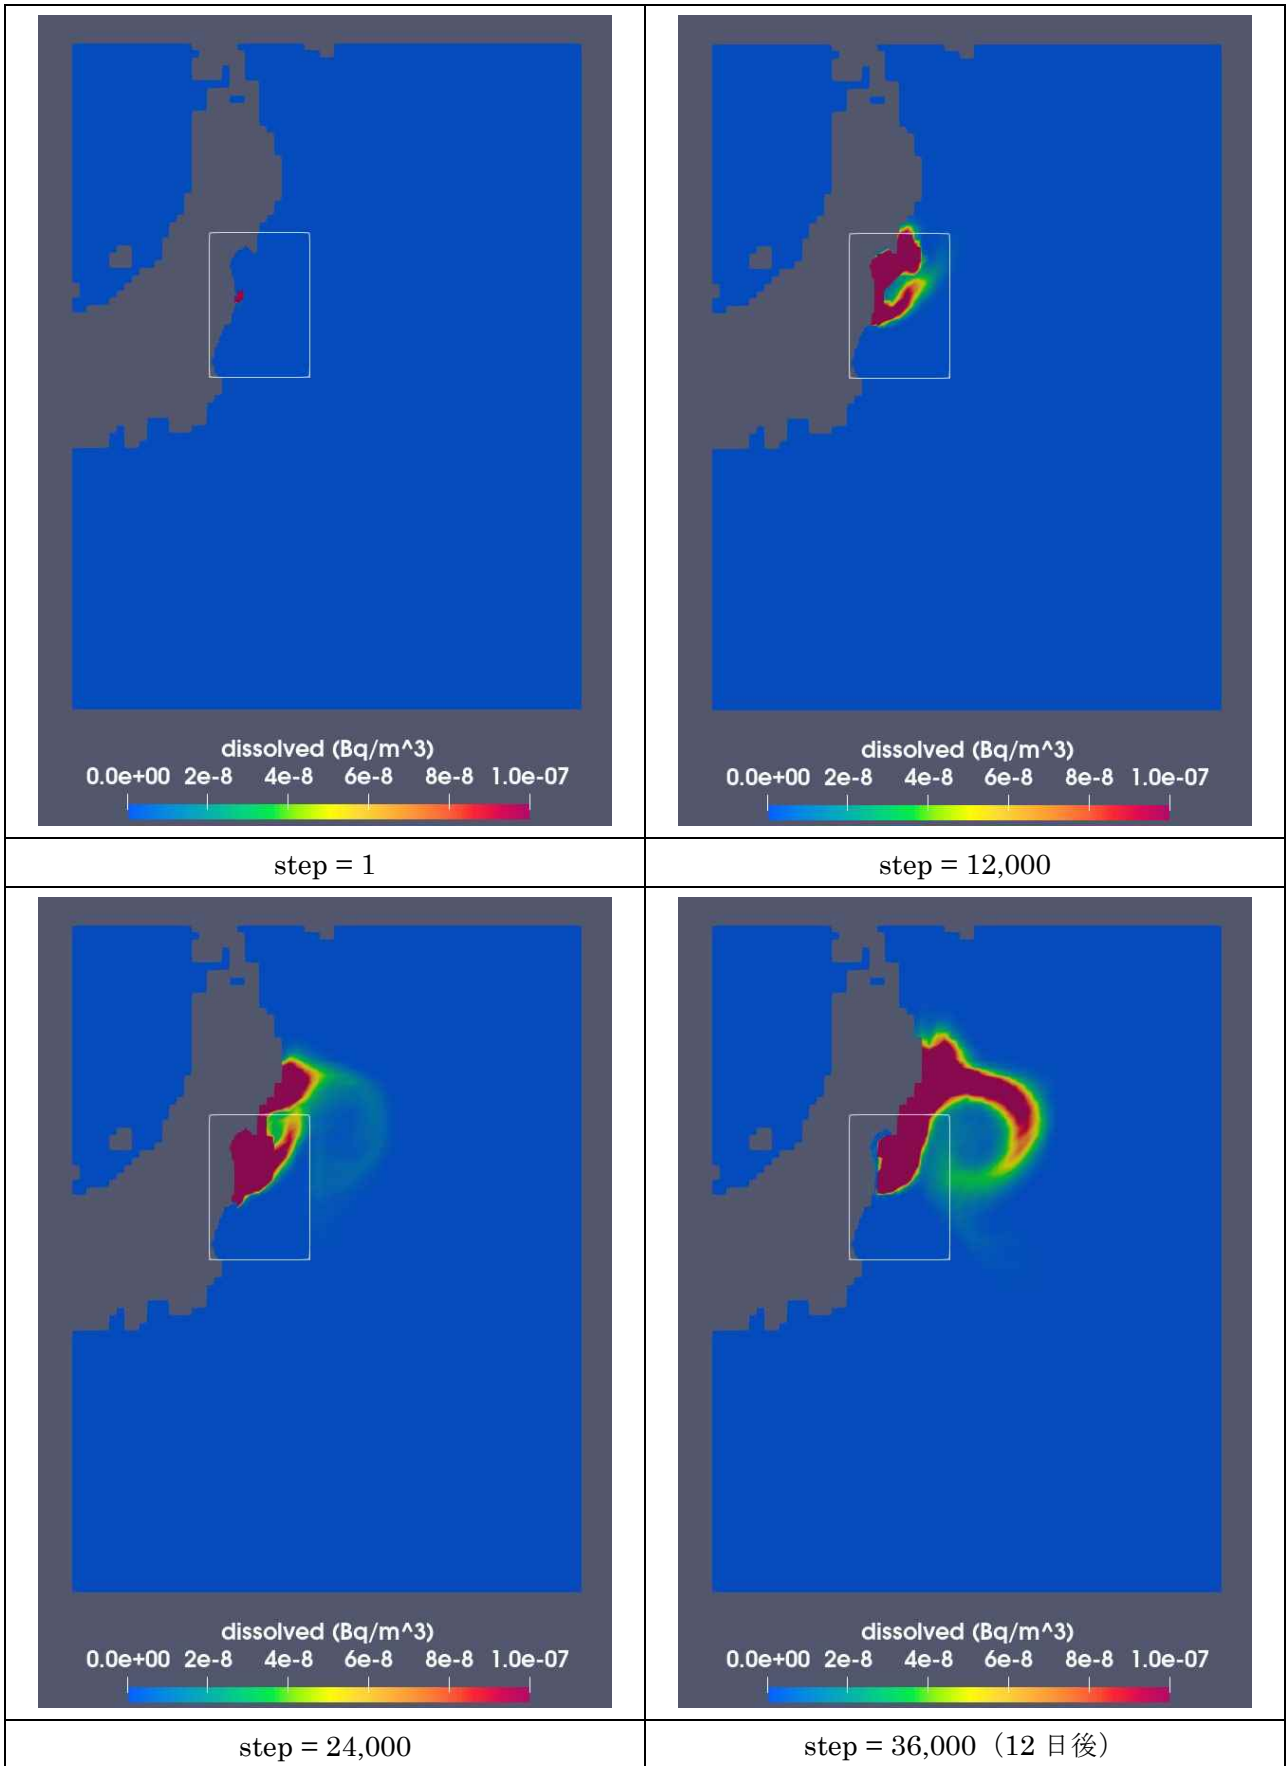 dissolved (Bq/m^3)
0.0e+00 2e-8 4e-8 6e-8 8e-8 1.0e-07
step = 1
dissolved (Bq/m^3)
0.0e+00 2e-8 4e-8 6e-8 8e-8 1.0e-07
step = 12,000
dissolved (Bq/m^3)
0.0e+00 2e-8 4e-8 6e-8 8e-8 1.0e-07
step = 24,000
dissolved (Bq/m^3)
0.0e+00 2e-8 4e-8 6e-8 8e-8 1.0e-07
step = 36,000（12 日後）